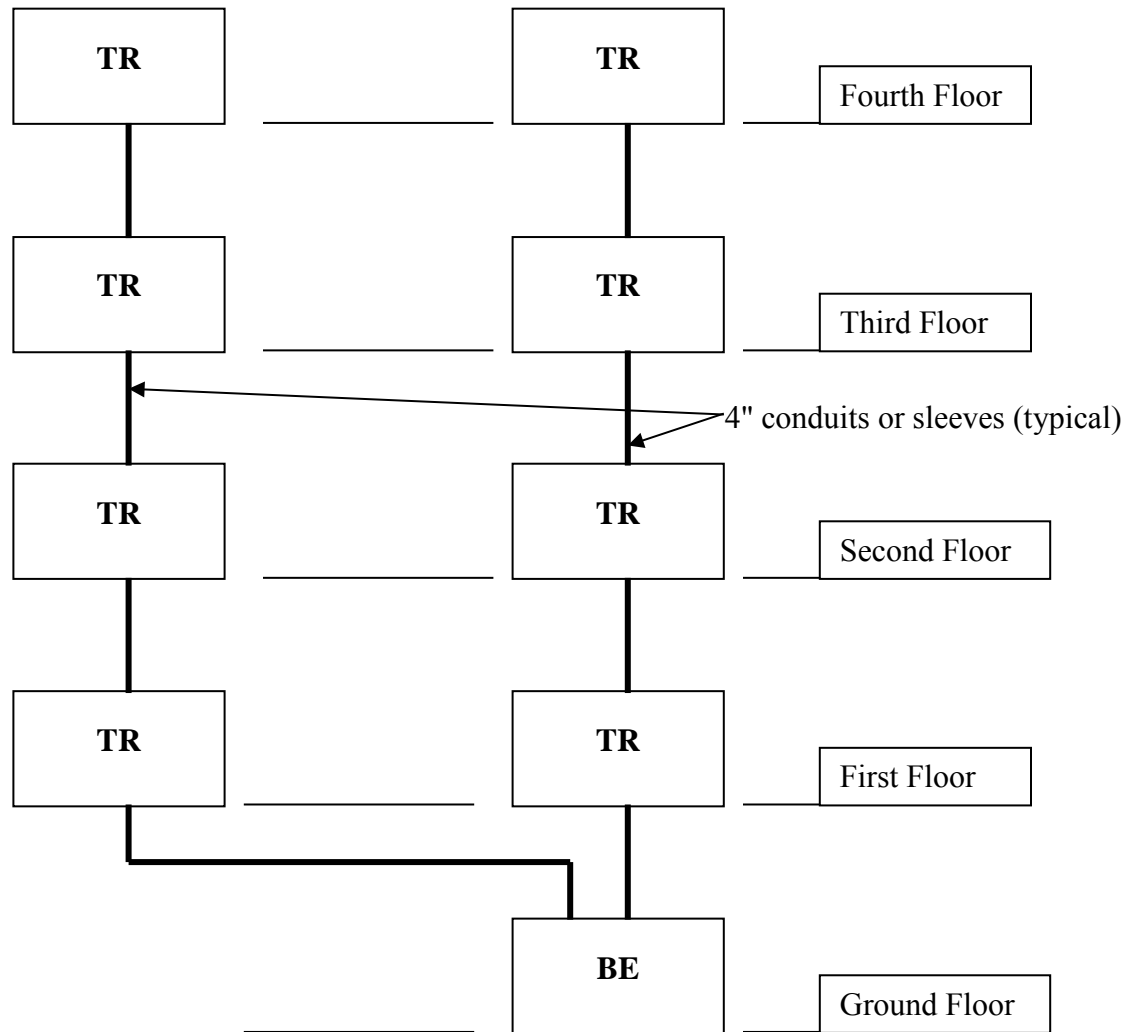 TR
TR
Fourth Floor
TR
TR
Third Floor
4" conduits or sleeves (typical)
TR
TR
Second Floor
TR
TR
First Floor
BE
Ground Floor